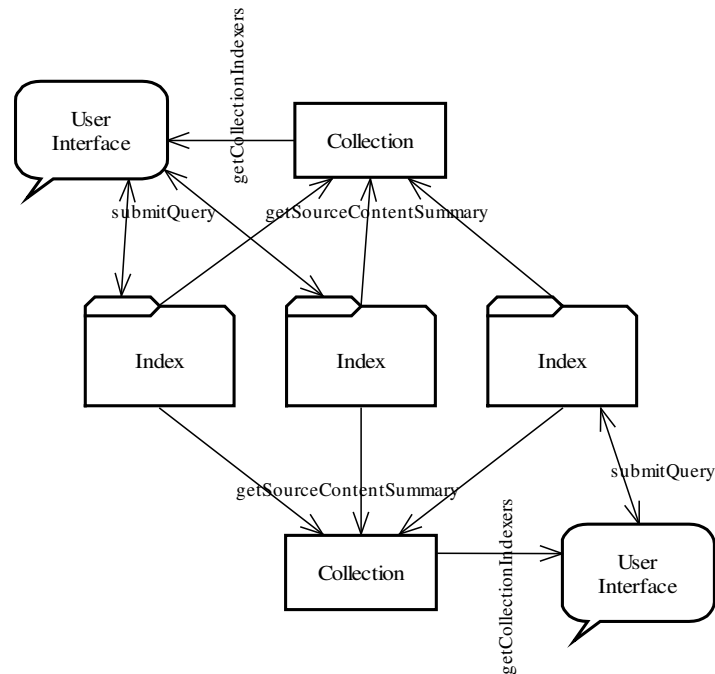 getCollectionIndexers
User
Interface
Collection
submitQuery
getSourceContentSummary
Index
Index
Index
getSourceContentSummary
submitQuery
getCollectionIndexers
Collection
User
Interface